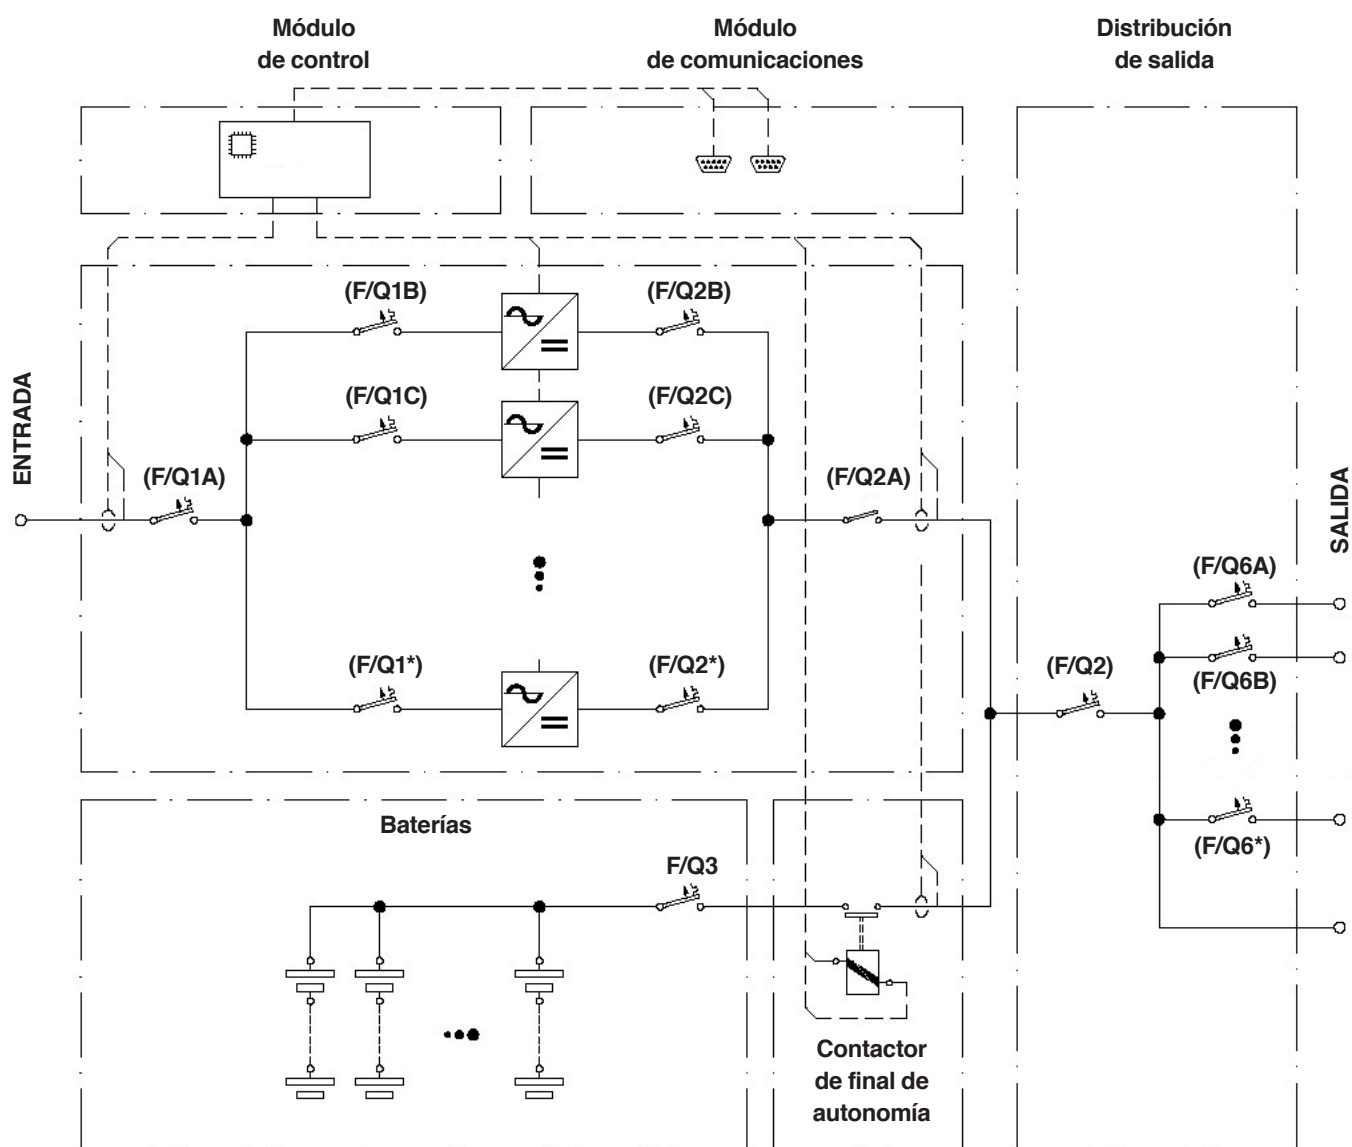 Módulo
de control
Módulo
de comunicaciones
Distribución
de salida
(F/Q1B)
(F/Q2B)
(F/Q1C)
(F/Q2C)
ENTRADA
(F/Q1A)
(F/Q2A)
SALIDA
(F/Q6A)
(F/Q1*)
(F/Q2*)
(F/Q2)
(F/Q6B)
Baterías
(F/Q6*)
F/Q3
Contactor
de final de
autonomía